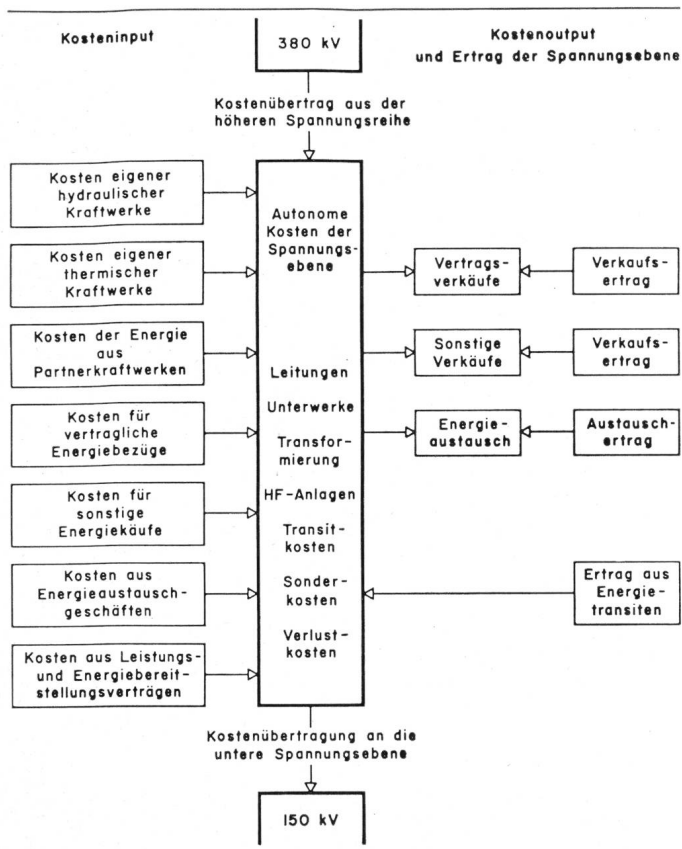 Kosteninput
380 kV
Kostenoutput
und Ertrag der Spannungsebene
Kostenübertrag aus der
höheren Spannungsreihe
Kosten eigener
hydraulischer
Kraftwerke
Kosten eigener
thermischer
Kraftwerke
Kosten der Energie
aus
Partnerkraftwerken
Kosten für
vertragliche
Energiebezüge
Kosten für
sonstige
Energiekäufe
Kosten aus
Energieaustausch-
geschäften
Kosten aus Leistungs-
und Energiebereit-
stellungsverträgen
Autonome
Kosten der
Spannungs-
ebene
Leitungen
Unterwerke
Transfor-
mierung
HF-Anlagen
Transit-
kosten
Sonder-
kosten
Verlust-
kosten
Vertrags-
verkäufe
Verkaufs-
ertrag
Sonstige
Verkäufe
Verkaufs-
ertrag
Energie-
austausch
Austausch-
ertrag
Ertrag aus
Energie-
transiten
Kostenübertragung an die
untere Spannungsebene
150 kV